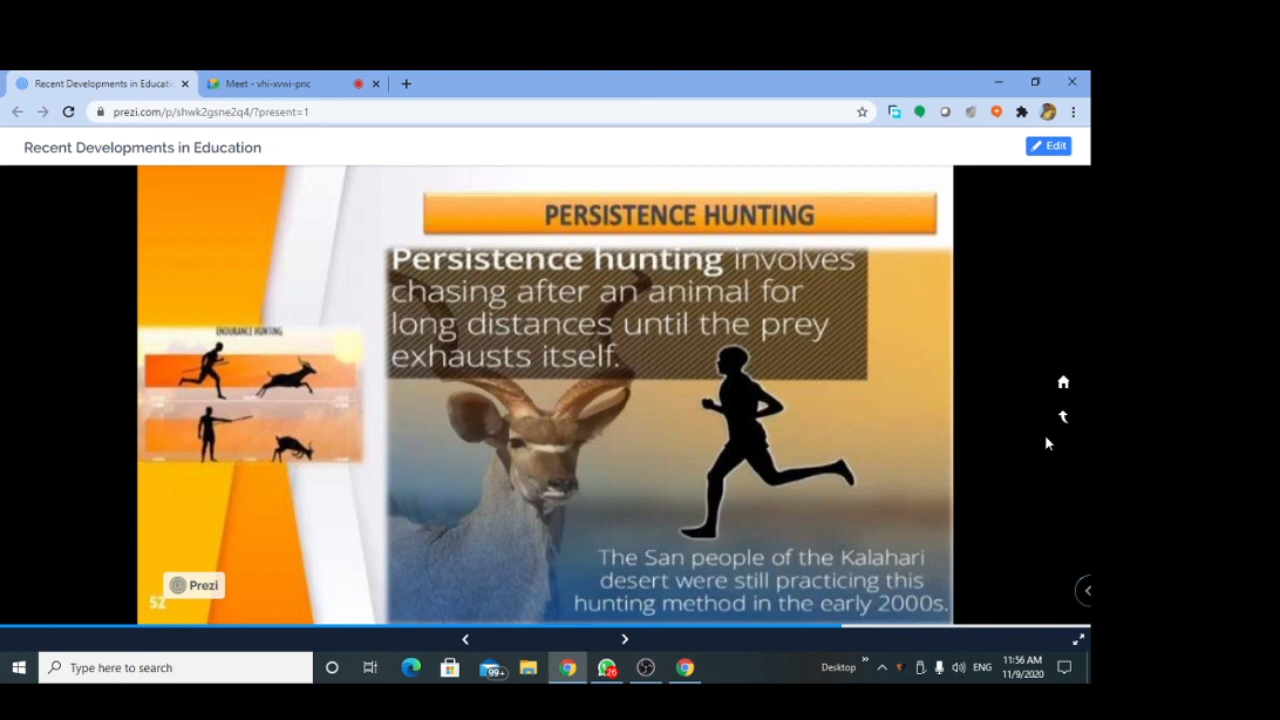 Recent Developments in Educatic
Meet - vhi-xvwi-pnc
prezi.com/p/shwk2gsne2q4/?present=1
Recent Developments in Education
Edit
PERSISTENCE HUNTING
Persistence hunting involves
chasing after an animal for
long distances until the prey
exhausts itself.
ENDURANCE HUNTING
The San people of the Kalahari
desert were still practicing this
hunting method in the early 2000s.
Prezi
52
Type here to search
99+
26
Desktop
ENG
11:56 AM
11/9/2020